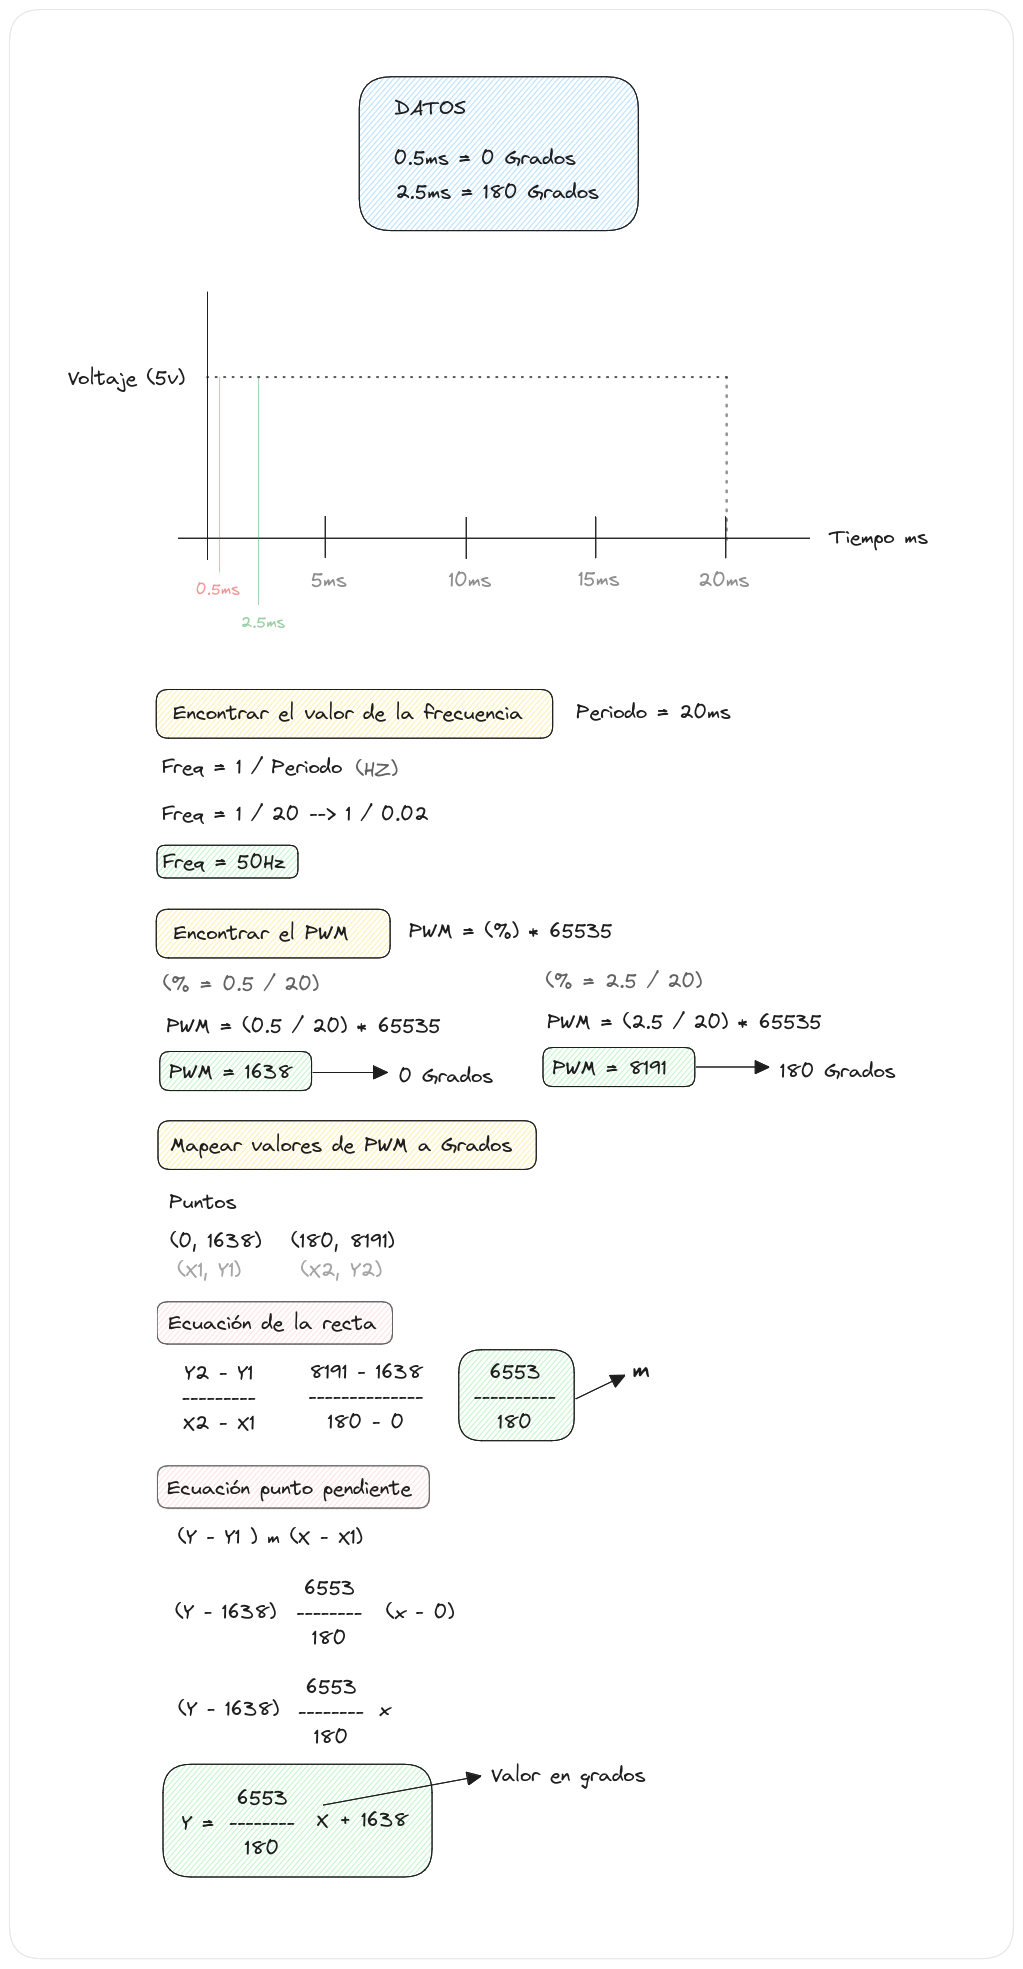 DATOS
0.5ms = 0 Grados
2.5ms = 180 Grados
Voltaje (5v)
Tiempo ms
0.5ms
5ms
10ms
15ms
20ms
2.5ms
Encontrar el valor de la frecuencia
Periodo = 20ms
Freq = 1 / Periodo (HZ)
Freq = 1 / 20 --> 1 / 0.02
Freq = 50Hz
Encontrar el PWM
PWM = (%) * 65535
(% = 0.5 / 20)
PWM = (0.5 / 20) * 65535
PWM = 1638
0 Grados
(% = 2.5 / 20)
PWM = (2.5 / 20) * 65535
PWM = 8191
180 Grados
Mapear valores de PWM a Grados
Puntos
(0, 1638) (180, 8191)
(X1, Y1) (X2, Y2)
Ecuación de la recta
Y2 - Y1
---------
X2 - X1
8191 - 1638
--------------
180 - 0
6553
----------
180
m
Ecuación punto pendiente
(Y - Y1 ) m (X - X1)
6553
(Y - 1638) -------- (x - 0)
180
6553
(Y - 1638) -------- x
180
Valor en grados
6553
Y = -------- X + 1638
180